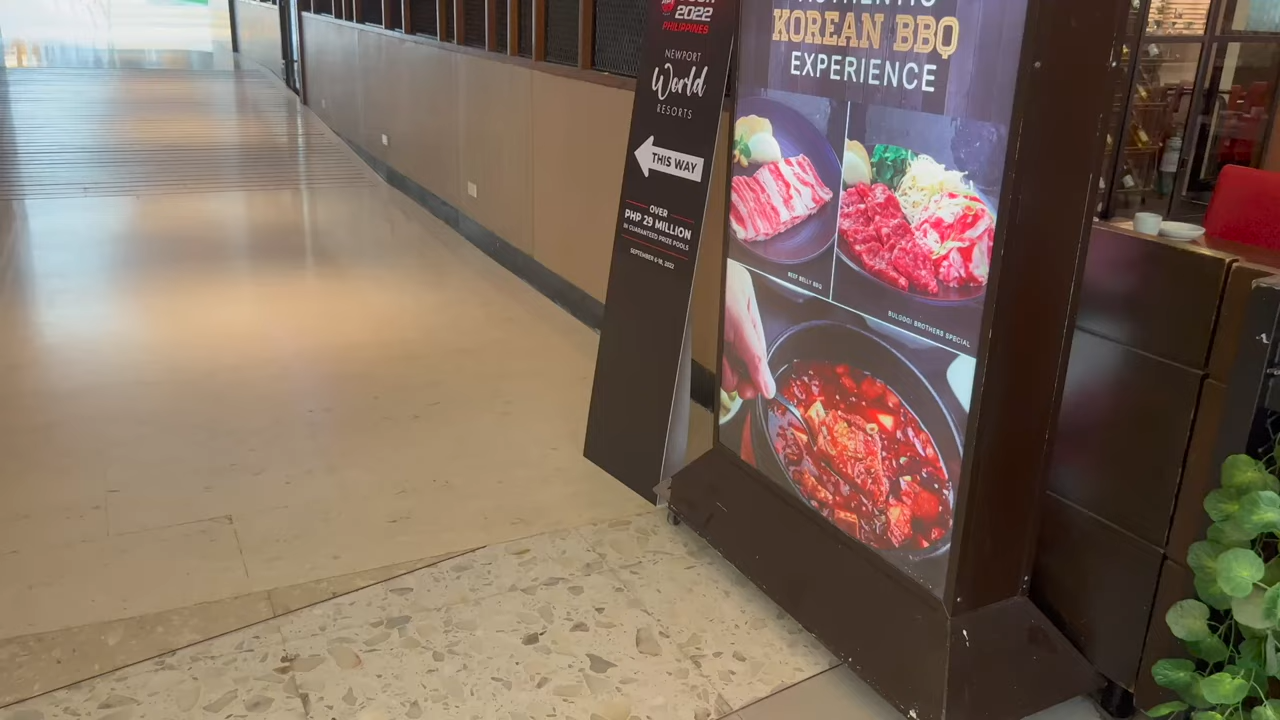 2022
PHILIPPINES
NEWPORT
World
RESORTS
THIS WAY
OVER
PHP 29 MILLION
IN GUARANTEED PRIZE POOLS
SEPTEMBER 6-18, 2022
AUTHENTIC
KOREAN BBQ
EXPERIENCE
BEEF BELLY BBQ
BULGOGI BROTHERS SPECIAL